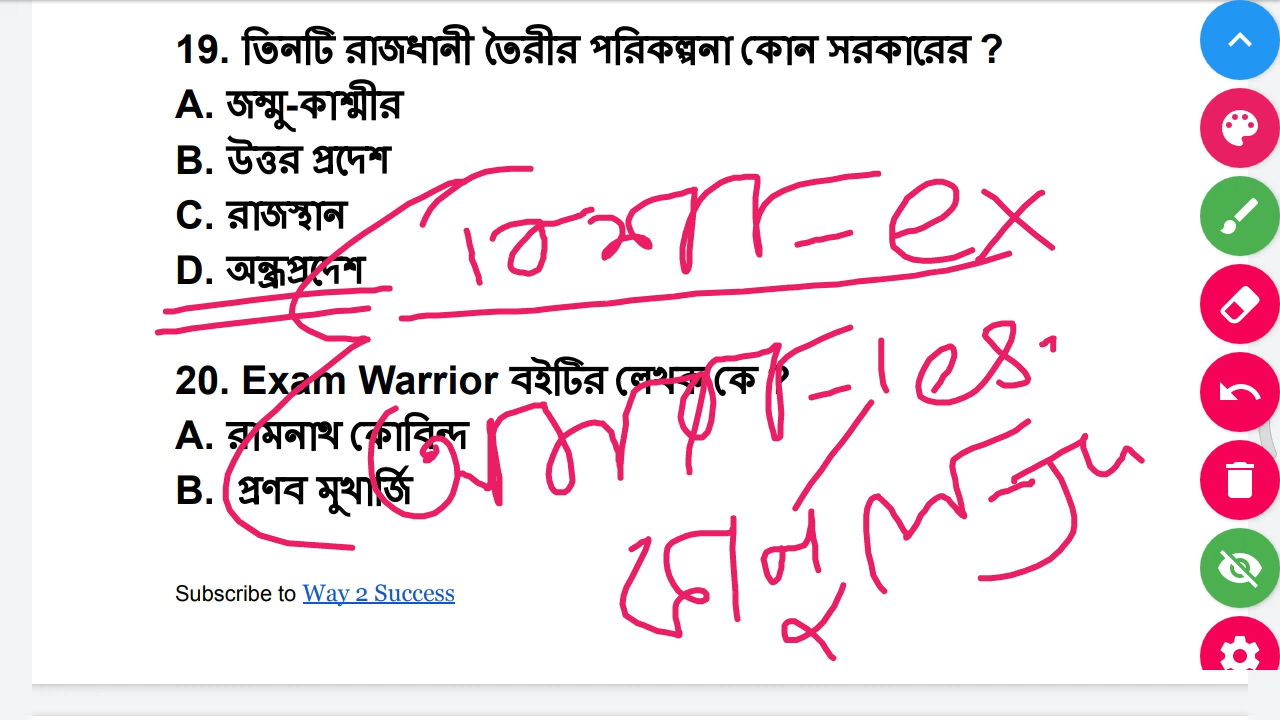 19. তিনটি রাজধানী তৈরীর পরিকল্পনা কোন সরকারের ?
A. জম্মু-কাশ্মীর
B. উত্তর প্রদেশ
C. রাজস্থান
D. অন্ধ্রপ্রদেশ
ex
20. Exam Warrior বইটির লেখক কে ?
A. রামনাথ কোবিন্দ
B. প্রণব মুখার্জি
Subscribe to Way 2 Success